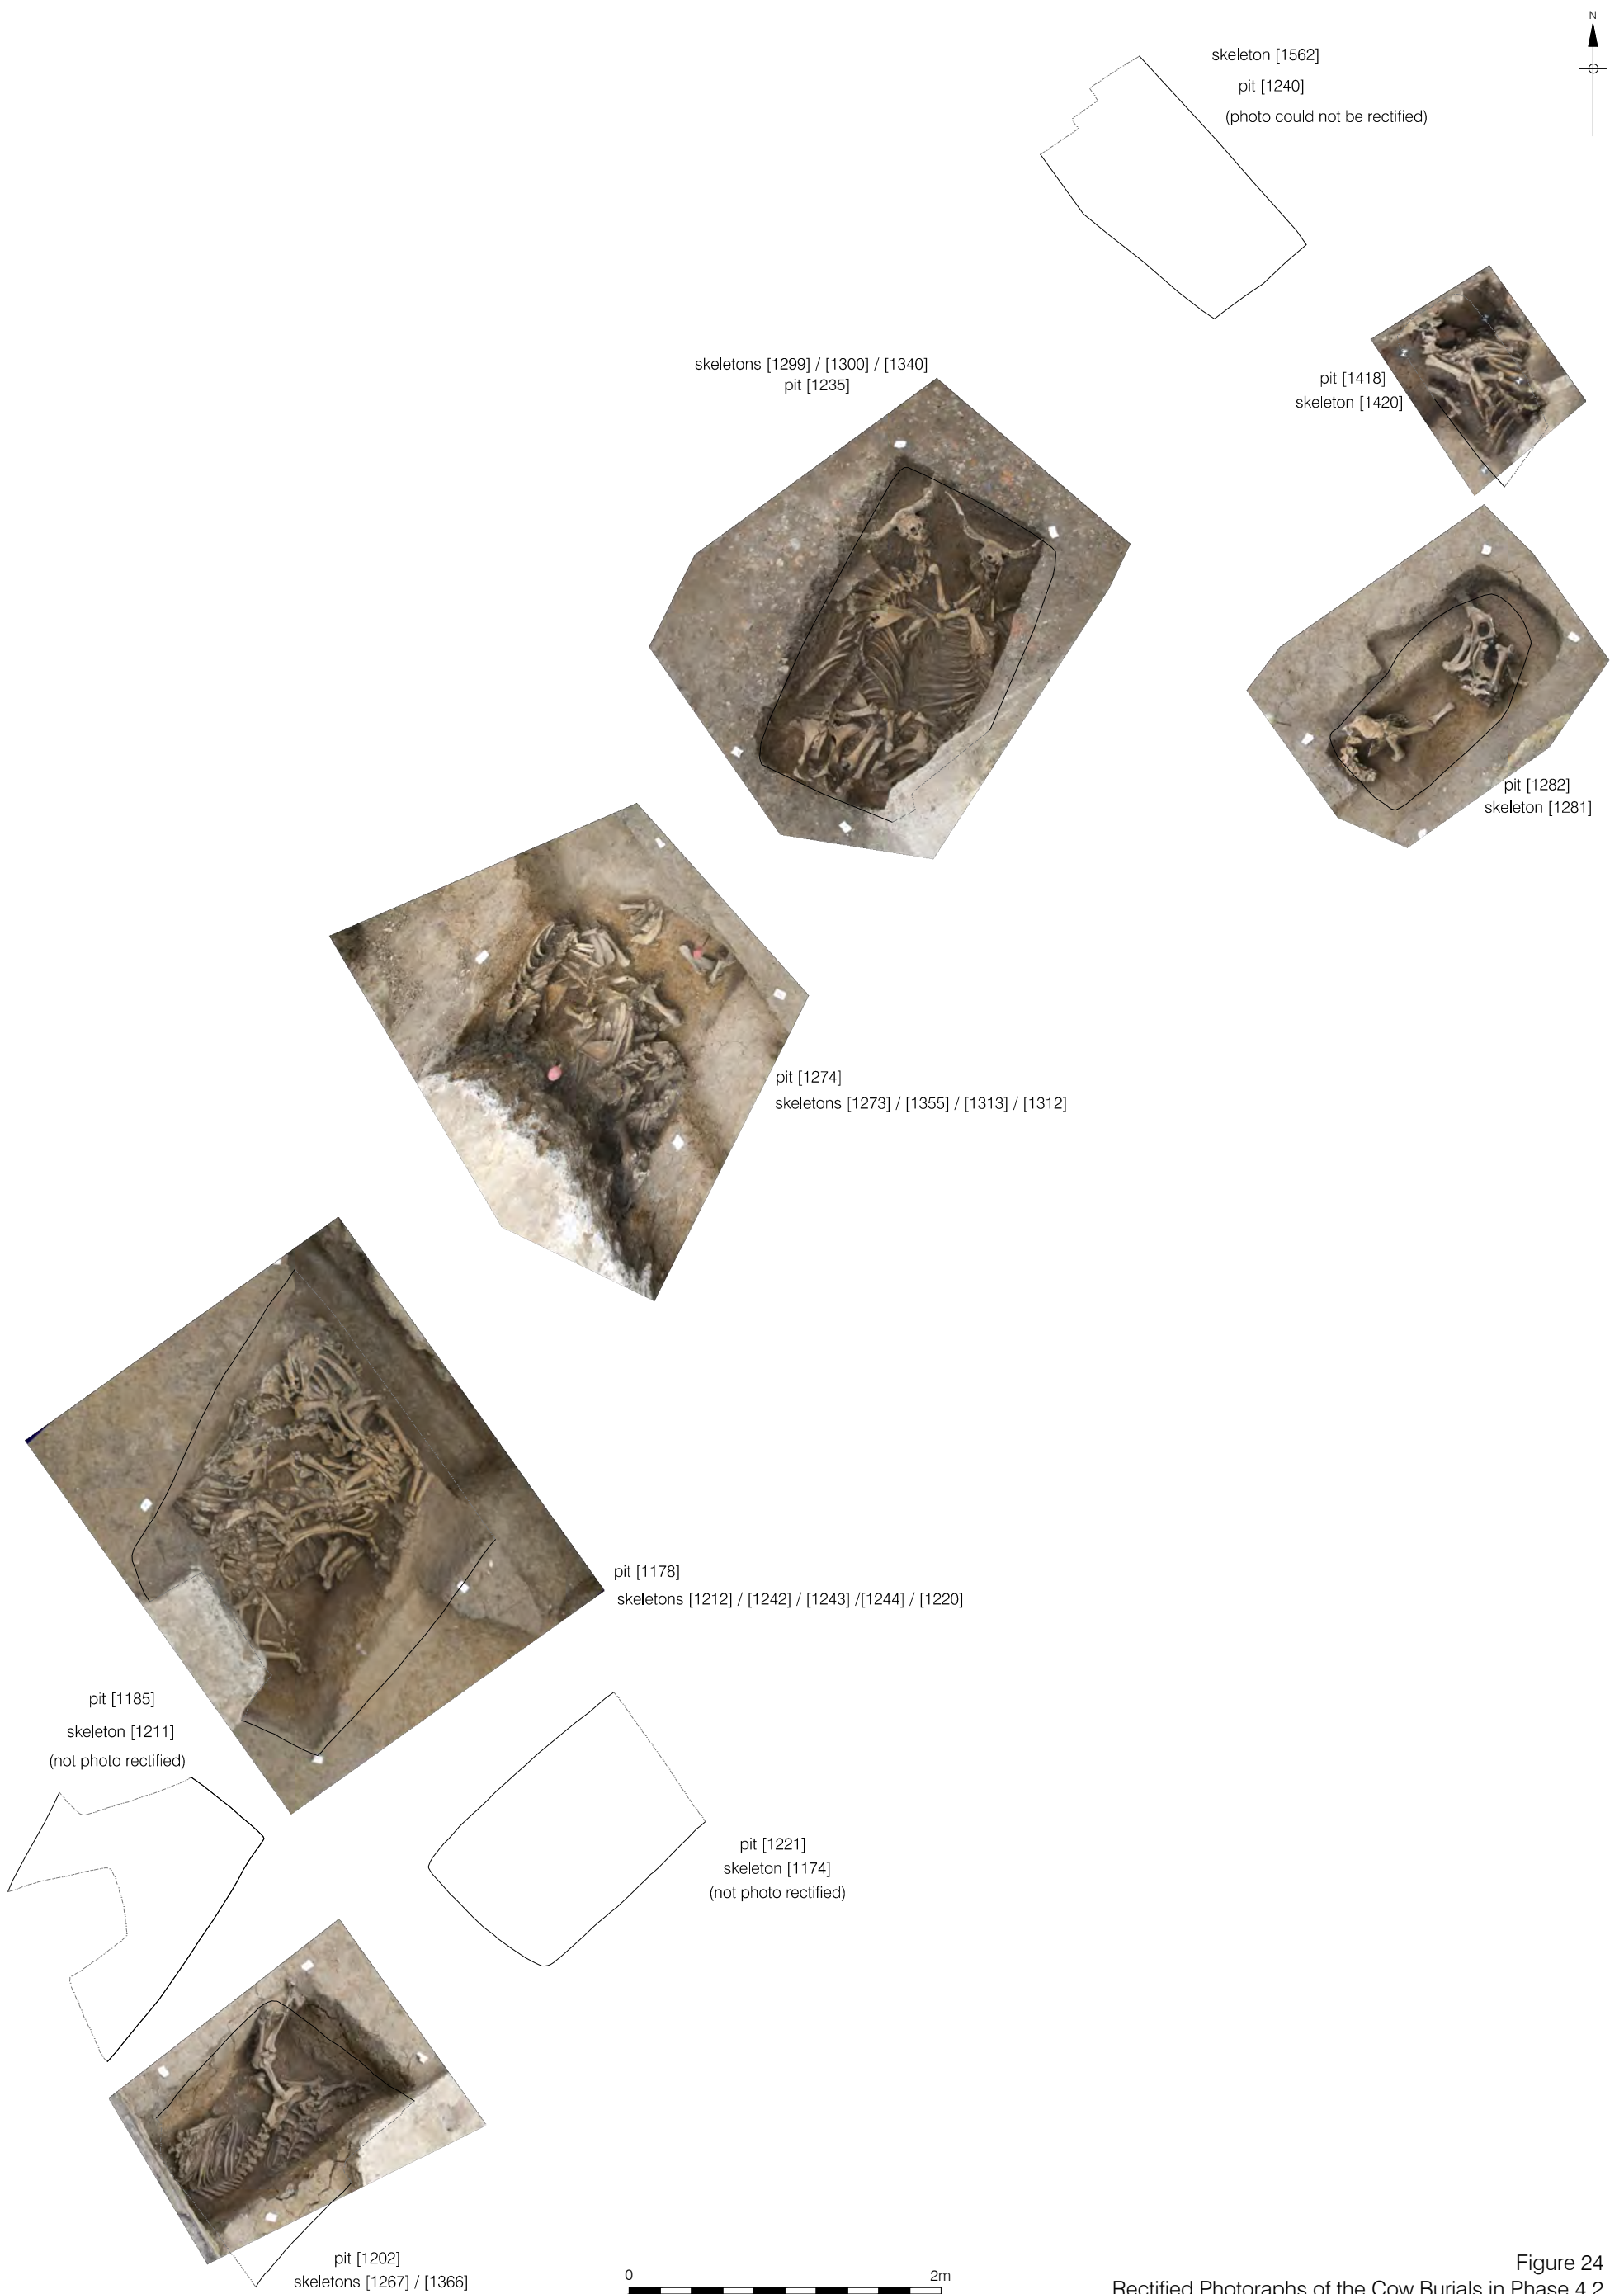 N
skeleton [1562]
pit [1240]
(photo could not be rectified)
skeletons [1299] / [1300] / [1340]
pit [1235]
pit [1418]
skeleton [1420]
pit [1282]
skeleton [1281]
pit [1274]
skeletons [1273] / [1355] / [1313] / [1312]
pit [1178]
skeletons [1212] / [1242] / [1243] /[1244] / [1220]
pit [1185]
skeleton [1211]
(not photo rectified)
pit [1221]
skeleton [1174]
(not photo rectified)
pit [1202]
skeletons [1267] / [1366]
0 2m
Figure 24
Rectified Photoraphs of the Cow Burials in Phase 4.2